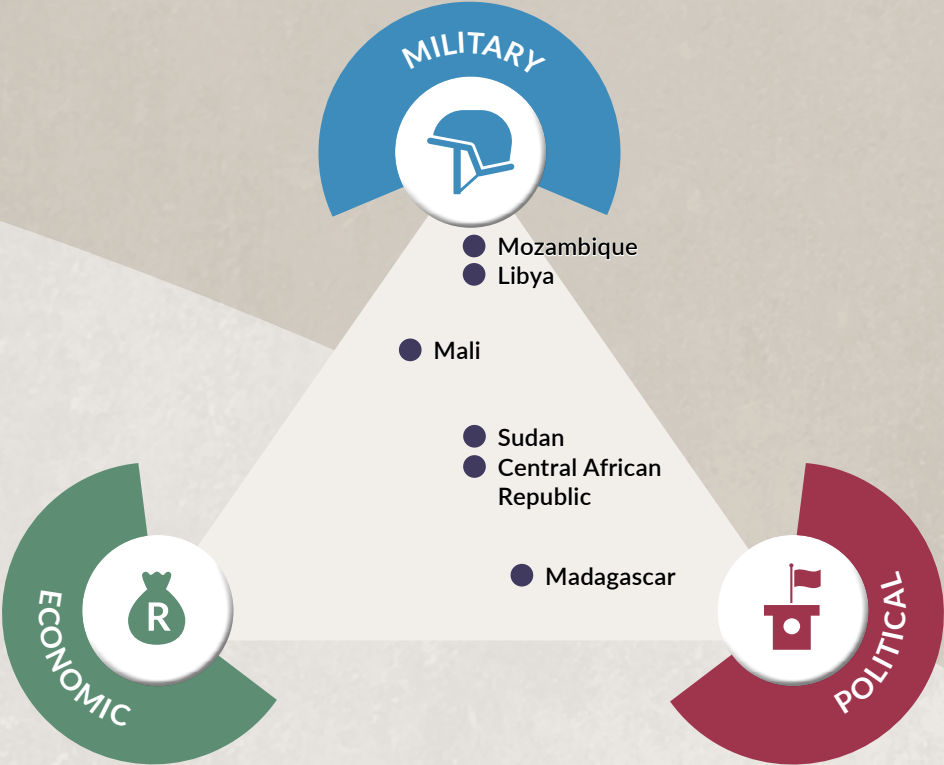 MILITARY
Mozambique
Libya
Mali
Sudan
Central African
Republic
Madagascar
R
ECONOMIC
POLITICAL